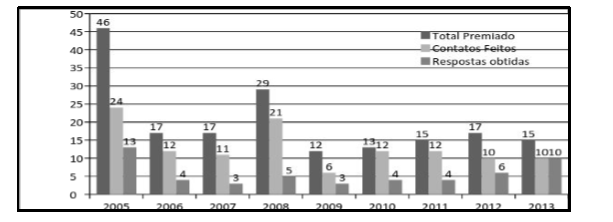 50
45
40
35
30
25
20
15
10
5
0
Total Premiado
Contatos Feitos
Respostas obtidas
46 24 13
17 12 4
17 11 3
29 21 5
12 6 3
13 12 4
15 12 4
17 10 6
15 10 10
2005 2006 2007 2008 2009 2010 2011 2012 2013